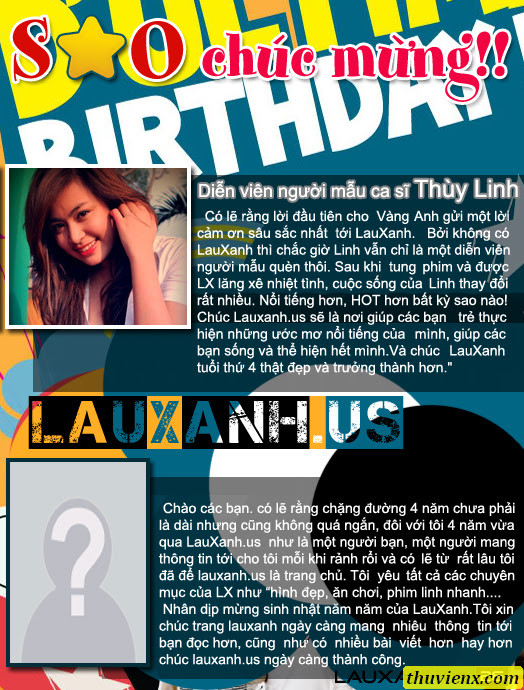 S★O chúc mừng!!
BIRTHDAY
Diễn viên người mẫu ca sĩ Thùy Linh
Có lẽ rằng lời đầu tiên cho Vàng Anh gửi một lời
cảm ơn sâu sắc nhất tới LauXanh. Bởi không có
LauXanh thì chấc giờ Linh vẫn chỉ là một diễn viên
người mẫu quèn thôi. Sau khi tung phim và được
LX lăng xê nhiệt tình, cuộc sống của Linh thay đổi
rất nhiều. Nổi tiếng hơn, HOT hơn bất kỳ sao nào!
Chúc Lauxanh.us sẽ là nơi giúp các bạn trẻ thực
hiện những ước mơ nổi tiếng của mình, giúp các
bạn sống và thể hiện hết mình.Và chúc LauXanh
tuổi thứ 4 thật đẹp và trưởng thành hơn."
LAUXANH.US
Chào các bạn. có lẽ rằng chặng đường 4 năm chưa phải
là dài nhưng cũng không quá ngắn, đôi với tôi 4 năm vừa
qua LauXanh.us như là một người bạn, một người mang
thông tin tới cho tôi mỗi khi rảnh rổi và có lẽ từ rất lâu tôi
đã để lauxanh.us là trang chủ. Tôi yêu tất cả các chuyên
mục của LX như “hình đẹp, ăn chơi, phim linh nhanh....
Nhân dịp mừng sinh nhật năm năm của LauXanh.Tôi xin
chúc trang lauxanh ngày càng mang nhiêu thông tin tới
bạn đọc hơn, cũng như có nhiều bài viết hơn hay hơn
chúc lauxanh.us ngày càng thành công.
?
thuvienx.com